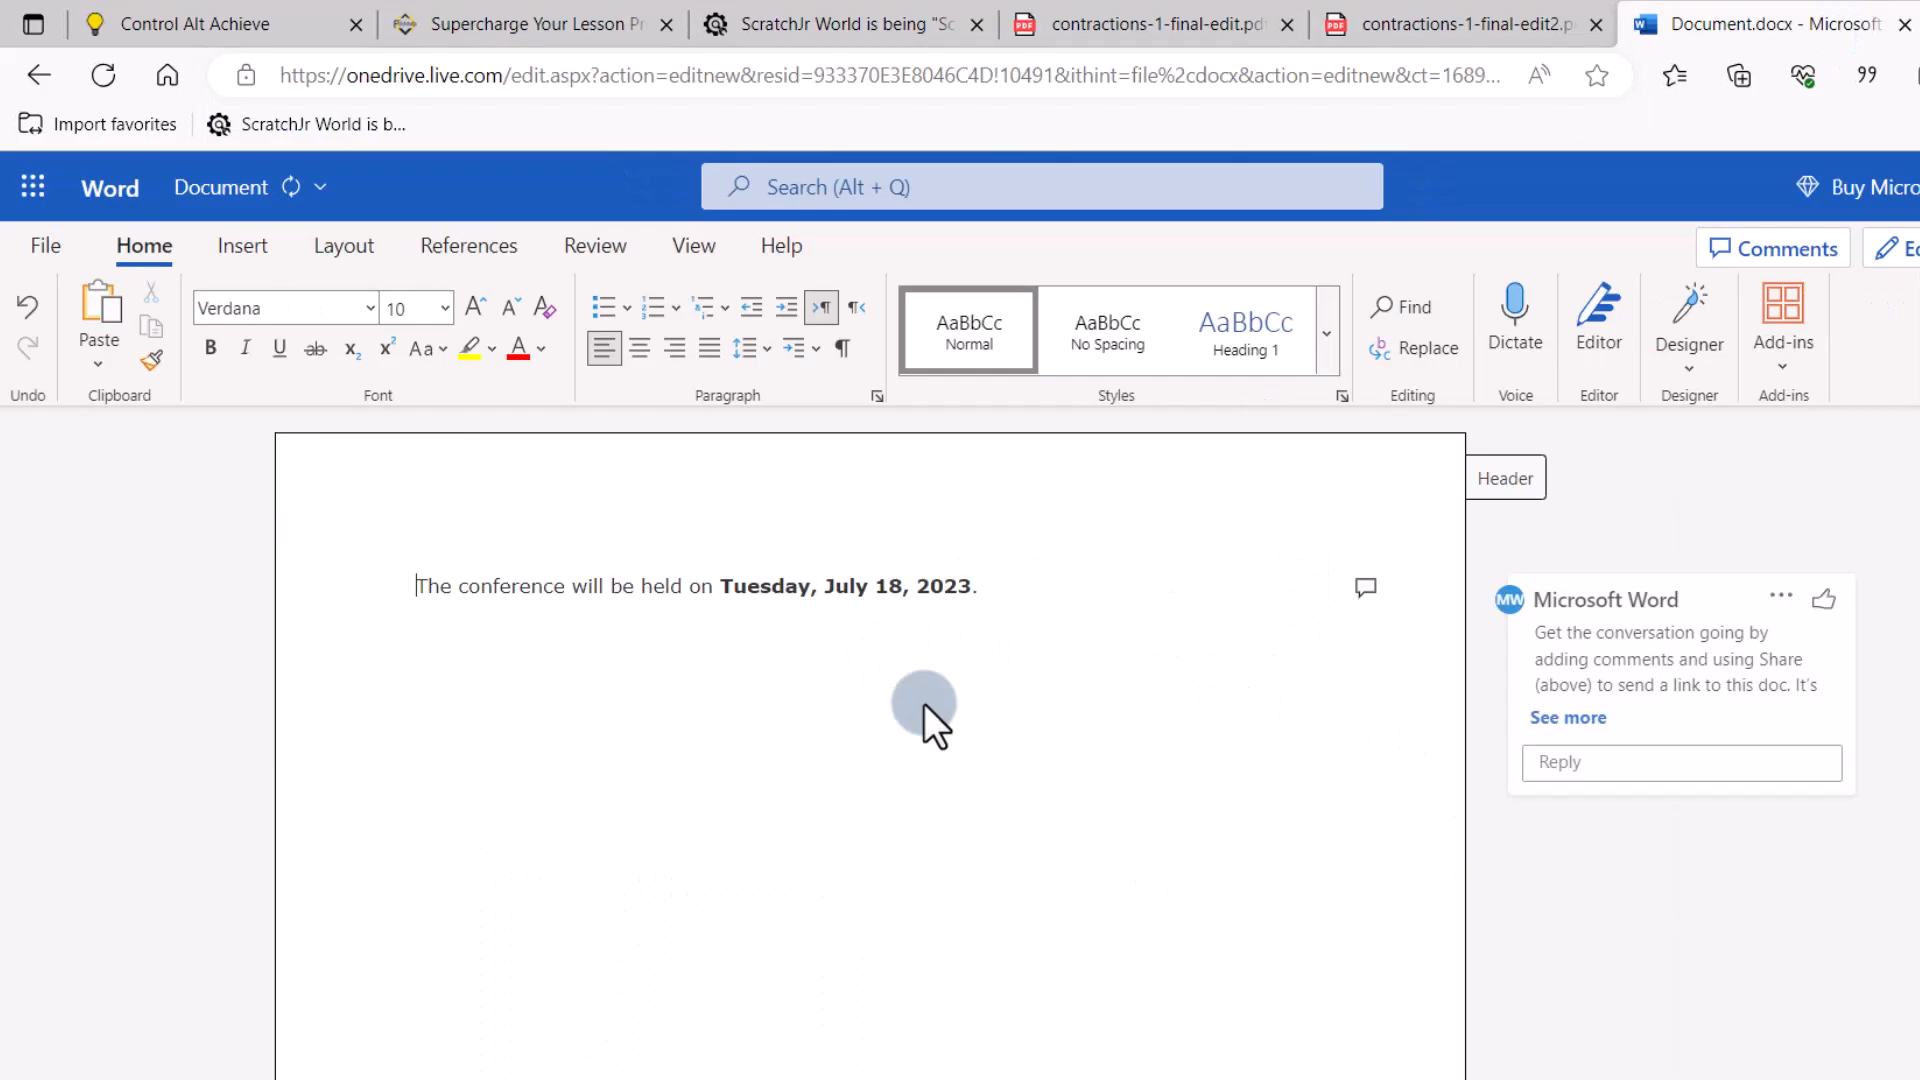 Control Alt Achieve
Supercharge Your Lesson Pr
ScratchJr World is being "Sc
contractions-1-final-edit.pdf
contractions-1-final-edit2.p
Document.docx - Microsoft
https://onedrive.live.com/edit.aspx?action=editnew&resid=933370E3E8046C4D!10491&ithint=file%2cdocx&action=editnew&ct=1689...
Import favorites
ScratchJr World is b...
Word
Document
Search (Alt + Q)
Buy Micro
File
Home
Insert
Layout
References
Review
View
Help
Comments
Ed
Paste
Verdana
10
AaBbCc
Normal
AaBbCc
No Spacing
AaBbCc
Heading 1
Find
Replace
Dictate
Editor
Designer
Add-ins
Undo
Clipboard
Font
Paragraph
Styles
Editing
Voice
Editor
Designer
Add-ins
Header
The conference will be held on Tuesday, July 18, 2023.
MW
Microsoft Word
Get the conversation going by
adding comments and using Share
(above) to send a link to this doc. It's
See more
Reply